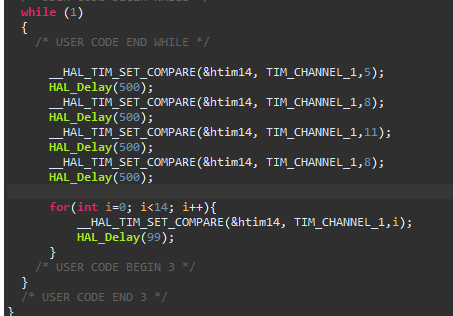 while (1)
{
/* USER CODE END WHILE */
__HAL_TIM_SET_COMPARE(&htim14, TIM_CHANNEL_1,5);
HAL_Delay(500);
__HAL_TIM_SET_COMPARE(&htim14, TIM_CHANNEL_1,8);
HAL_Delay(500);
__HAL_TIM_SET_COMPARE(&htim14, TIM_CHANNEL_1,11);
HAL_Delay(500);
__HAL_TIM_SET_COMPARE(&htim14, TIM_CHANNEL_1,8);
HAL_Delay(500);
for(int i=0; i<14; i++){
__HAL_TIM_SET_COMPARE(&htim14, TIM_CHANNEL_1,i);
HAL_Delay(99);
}
/* USER CODE BEGIN 3 */
}
/* USER CODE END 3 */
}